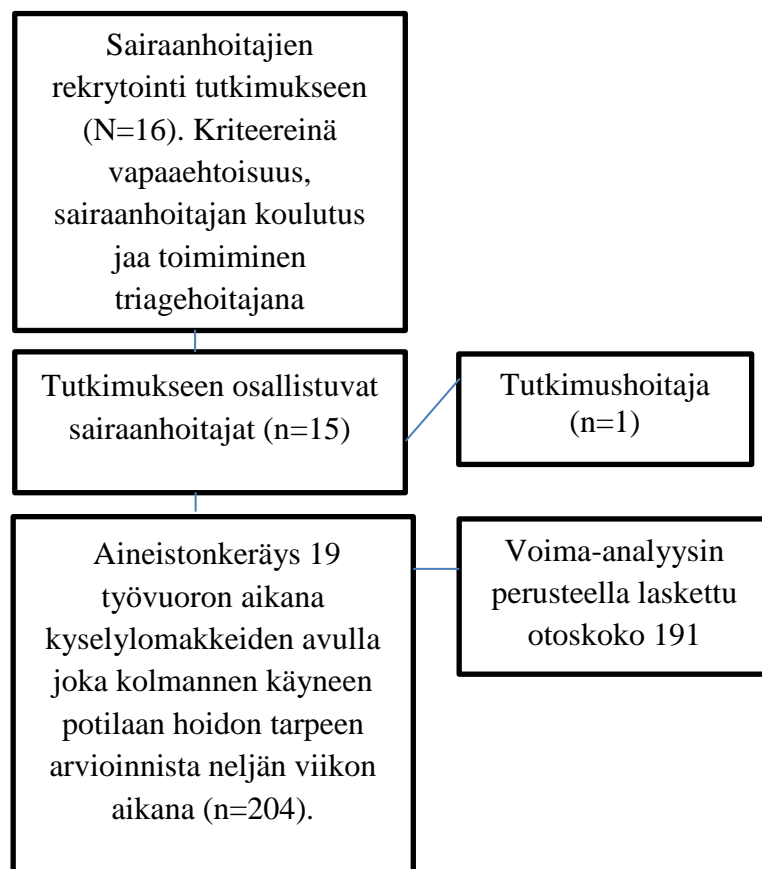 Sairaanhoitajien
rekrytointi tutkimukseen
(N=16). Kriteereinä
vapaaehtoisuus,
sairaanhoitajan koulutus
jaa toimiminen
triagehoitajana
Tutkimukseen osallistuvat
sairaanhoitajat (n=15)
Tutkimushoitaja
(n=1)
Aineistonkeräys 19
työvuoron aikana
kyselylomakkeiden avulla
joka kolmannen käyneen
potilaan hoidon tarpeen
arvioinnista neljän viikon
aikana (n=204).
Voima-analyysin
perusteella laskettu
otoskoko 191